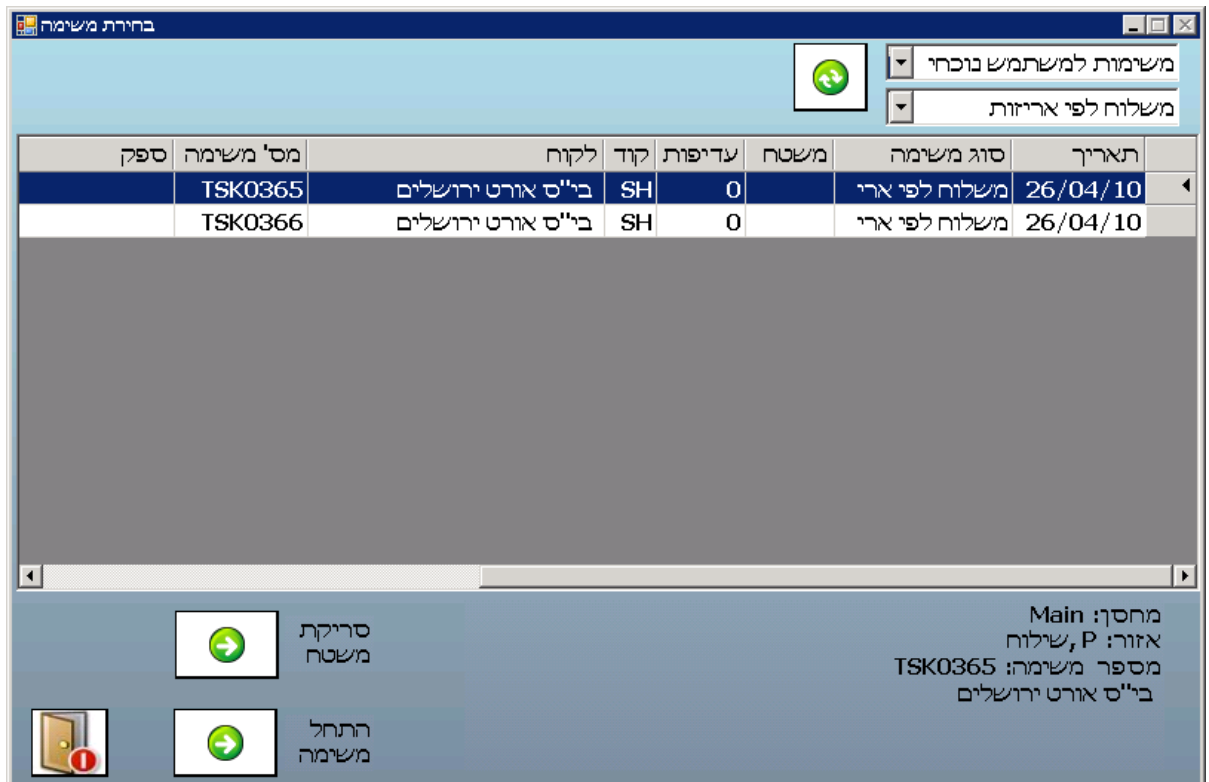 בחירת משימה
משימות למשתמש נוכחי
משלוח לפי אריזות
תאריך סוג משימה משטח עדיפות קוד לקוח מס' משימה ספק
26/04/10 משלוח לפי ארי 0 SH בי"ס אורט ירושלים TSK0365
26/04/10 משלוח לפי ארי 0 SH בי"ס אורט ירושלים TSK0366
מחסן: Main
אזור: P ,שילוח
מספר משימה: TSK0365
בי"ס אורט ירושלים
סריקת
משטח
התחל
משימה